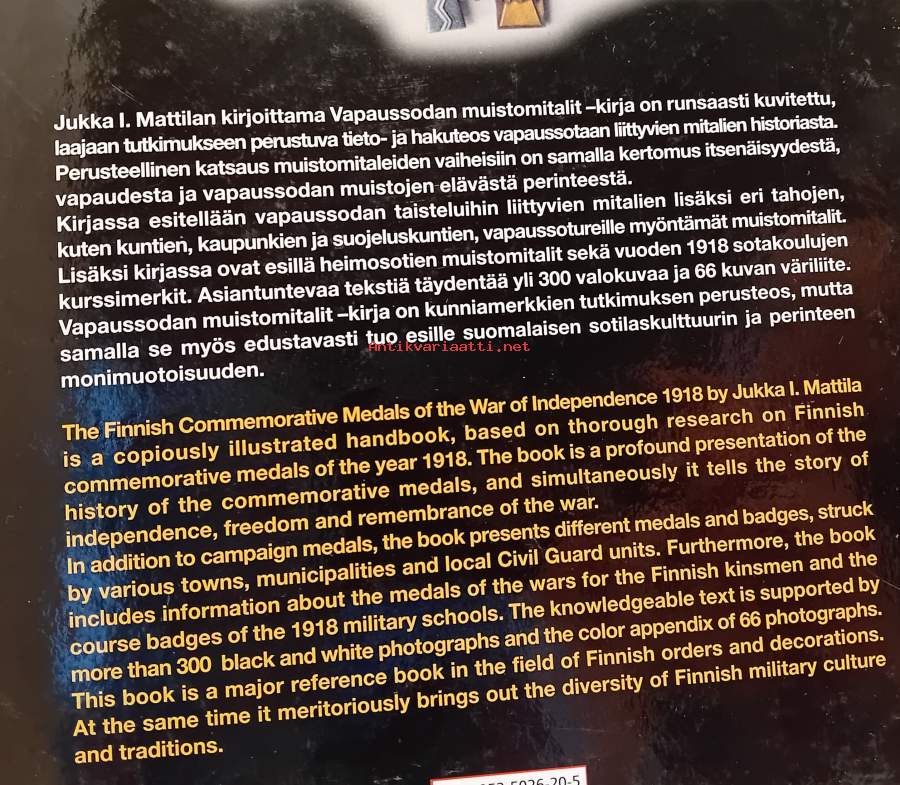 Jukka I. Mattilan kirjoittama Vapaussodan muistomitalit –kirja on runsaasti kuvitettu,
laajaan tutkimukseen perustuva tieto- ja hakuteos vapaussotaan liittyvien mitalien historiasta.
Perusteellinen katsaus muistomitaleiden vaiheisiin on samalla kertomus itsenäisyydestä,
vapaudesta ja vapaussodan muistojen elävästä perinteestä.
Kirjassa esitellään vapaussodan taisteluihin liittyvien mitalien lisäksi eri tahojen,
kuten kuntien, kaupunkien ja suojeluskuntien, vapaussotureille myöntämät muistomitalit.
Lisäksi kirjassa ovat esillä heimosotien muistomitalit sekä vuoden 1918 sotakoulujen
kurssimerkit. Asiantuntevaa tekstiä täydentää yli 300 valokuvaa ja 66 kuvan väriliite.
Vapaussodan muistomitalit –kirja on kunniamerkkien tutkimuksen perusteos, mutta
samalla se myös edustavasti tuo esille suomalaisen sotilaskulttuurin ja perinteen
Antikvariaatti.net
monimuotoisuuden.
The Finnish Commemorative Medals of the War of Independence 1918 by Jukka I. Mattila
is a copiously illustrated handbook, based on thorough research on Finnish
commemorative medals of the year 1918. The book is a profound presentation of the
history of the commemorative medals, and simultaneously it tells the story of
independence, freedom and remembrance of the war.
In addition to campaign medals, the book presents different medals and badges, struck
by various towns, municipalities and local Civil Guard units. Furthermore, the book
includes information about the medals of the wars for the Finnish kinsmen and the
course badges of the 1918 military schools. The knowledgeable text is supported by
more than 300 black and white photographs and the color appendix of 66 photographs.
This book is a major reference book in the field of Finnish orders and decorations.
At the same time it meritoriously brings out the diversity of Finnish military culture
and traditions.